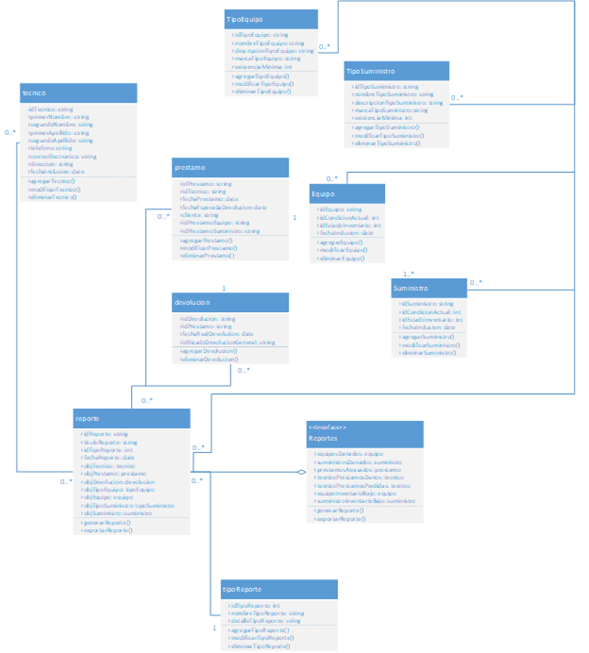 TipoEquipo
+idTipoEquipo: string
+nombreTipoEquipo: string
+descripcionTipoEquipo: string
+marcaTipoEquipo: string
+existenciaMinima: int
+agregarTipoEquipo()
+modificarTipoEquipo()
+eliminarTipoEquipo()
0..*
TipoSuministro
+idTipoSuministro: string
+nombreTipoSuministro: string
+descripcionTipoSuministro: string
+marcaTipoSuministro: string
+existenciaMinima: int
+agregarTipoSuministro()
+modificarTipoSuministro()
+eliminarTipoSuministro()
0..*
tecnico
+idTecnico: string
+primerNombre: string
+segundoNombre: string
+primerApellido: string
+segundoApellido: string
+telefono: string
+correoElectronico: string
+direccion: string
+fechaInclusion: date
+agregarTecnico()
+modificarTecnico()
+eliminarTecnico()
0..*
prestamo
+idPrestamo: string
+idTecnico: string
+fechaPrestamo: date
+fechaEsperadaDevolucion: date
+cliente: string
+idPrestamoEquipo: string
+idPrestamoSuministro: string
+agregarPrestamo()
+modificarPrestamo()
+eliminarPrestamo()
0..*
1
0..*
Equipo
+idEquipo: string
+idCondicionActual: int
+idEstadoInventario: int
+fechaInclusion: date
+agregarEquipo()
+modificarEquipo()
+eliminarEquipo()
1..*
Suministro
+idSuministro: string
+idCondicionActual: int
+idEstadoInventario: int
+fechaInclusion: date
+agregarSuministro()
+modificarSuministro()
+eliminarSuministro()
0..*
1
devolucion
+idDevolucion: string
+idPrestamo: string
+fechaRealDevolucion: date
+idEstadoDevolucionGeneral: string
+agregarDevolucion()
+eliminarDevolucion()
0..*
0..*
reporte
+idReporte: string
+tituloReporte: string
+idTipoReporte: int
+fechaReporte: date
+objTecnico: tecnico
+objPrestamo: prestamo
+objDevolucion: devolucion
+objTipoEquipo: tipoEquipo
+objEquipo: equipo
+objTipoSuministro: tipoSuministro
+objSuministro: suministro
+generarReporte()
+exportarReporte()
0..*
0..*
0..*
<<Interface>>
Reportes
+equiposDanados: equipo
+suministrosDanados: suministro
+prestamosAtrasados: prestamo
+tecnicoPrestamosDanos: tecnico
+tecnicoPrestamosPerdidas: tecnico
+equipoInventarioBajo: equipo
+suministroInventarioBajo: suministro
+generarReporte()
+exportarReporte()
tipoReporte
+idTipoReporte: int
+nombreTipoReporte: string
+detalleTipoReporte: string
+agregarTipoReporte()
+modificarTipoReporte()
+eliminarTipoReporte()
1